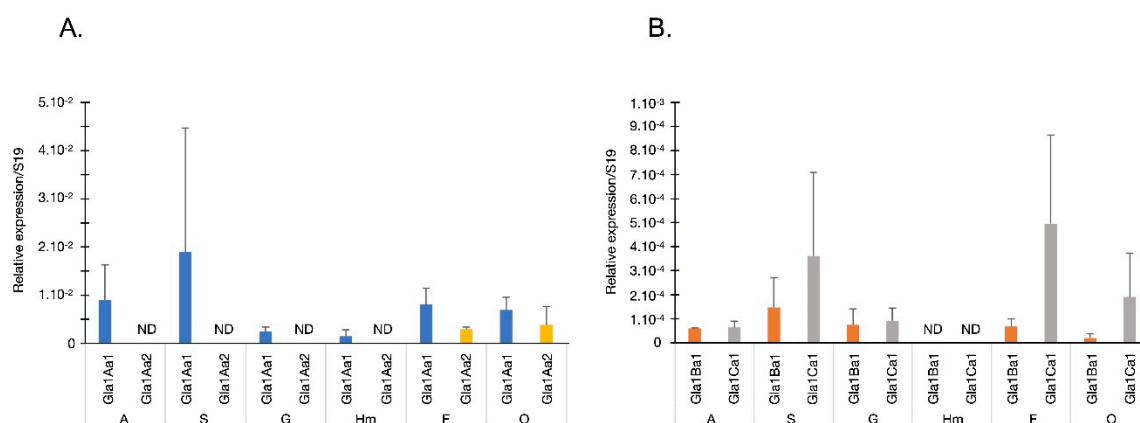 A.
B.
Relative expression/S19
5.10⁻²
4.10⁻²
3.10⁻²
2.10⁻²
1.10⁻²
0
ND
ND
ND
ND
Gla1Aa1
Gla1Aa2
Gla1Aa1
Gla1Aa2
Gla1Aa1
Gla1Aa2
Gla1Aa1
Gla1Aa2
Gla1Aa1
Gla1Aa2
Gla1Aa1
Gla1Aa2
A S G Hm F O
Relative expression/S19
1.10⁻³
9.10⁻⁴
8.10⁻⁴
7.10⁻⁴
6.10⁻⁴
5.10⁻⁴
4.10⁻⁴
3.10⁻⁴
2.10⁻⁴
1.10⁻⁴
0
ND ND
Gla1Ba1
Gla1Ca1
Gla1Ba1
Gla1Ca1
Gla1Ba1
Gla1Ca1
Gla1Ba1
Gla1Ca1
Gla1Ba1
Gla1Ca1
Gla1Ba1
Gla1Ca1
A S G Hm F O